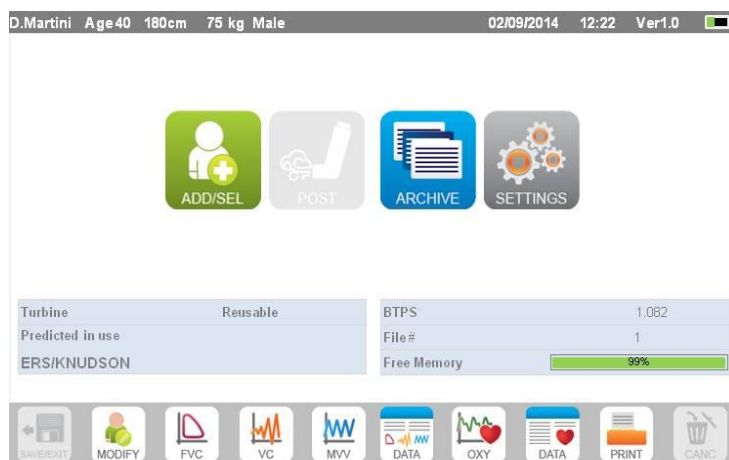 D.Martini Age40 180cm 75 kg Male 02/09/2014 12:22 Ver1.0
ADD/SEL POST ARCHIVE SETTINGS
Turbine Reusable BTPS 1.082
Predicted in use File# 1
ERS/KNUDSON Free Memory 99%
SAVE/EXIT MODIFY FVC VC MVV DATA OXY DATA PRINT CANC